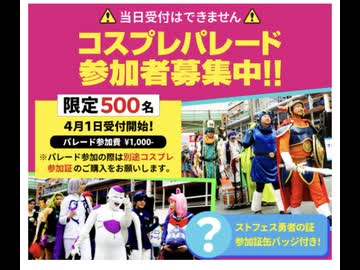 当日受付はできません
コスプレパレード
参加者募集中!!
限定500名
4月1日受付開始!
パレード参加費 ¥1,000-
※パレード参加の際は別途コスプレ
参加証のご購入をお願いします。
?
ストフェス勇者の証
参加証缶バッジ付き!